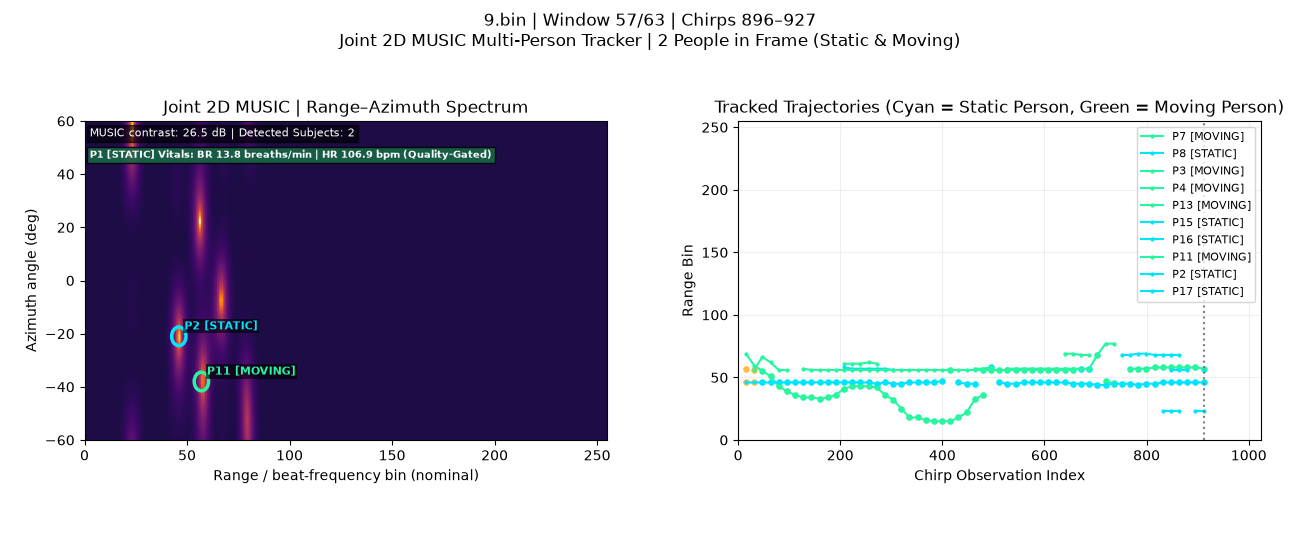 9.bin | Window 57/63 | Chirps 896–927
Joint 2D MUSIC Multi-Person Tracker | 2 People in Frame (Static & Moving)
Joint 2D MUSIC | Range–Azimuth Spectrum
MUSIC contrast: 26.5 dB | Detected Subjects: 2
P1 [STATIC] Vitals: BR 13.8 breaths/min | HR 106.9 bpm (Quality-Gated)
P2 [STATIC]
P11 [MOVING]
60
40
20
0
−20
−40
−60
Azimuth angle (deg)
0
50
100
150
200
250
Range / beat-frequency bin (nominal)
Tracked Trajectories (Cyan = Static Person, Green = Moving Person)
P7 [MOVING]
P8 [STATIC]
P3 [MOVING]
P4 [MOVING]
P13 [MOVING]
P15 [STATIC]
P16 [STATIC]
P11 [MOVING]
P2 [STATIC]
P17 [STATIC]
250
200
150
100
50
0
Range Bin
0
200
400
600
800
1000
Chirp Observation Index